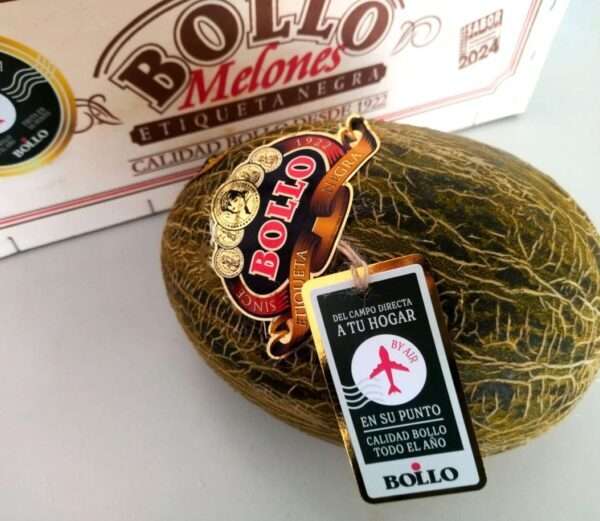 BOLLO
Melones
ETIQUETA NEGRA
CALIDAD BOLLO DESDE 1922
SABOR
2024
BOLLO
1922
BOLLO
SINCE
ETIQUETA NEGRA
DEL CAMPO DIRECTA
A TU HOGAR
BY AIR
EN SU PUNTO
CALIDAD BOLLO
TODO EL AÑO
BOLLO